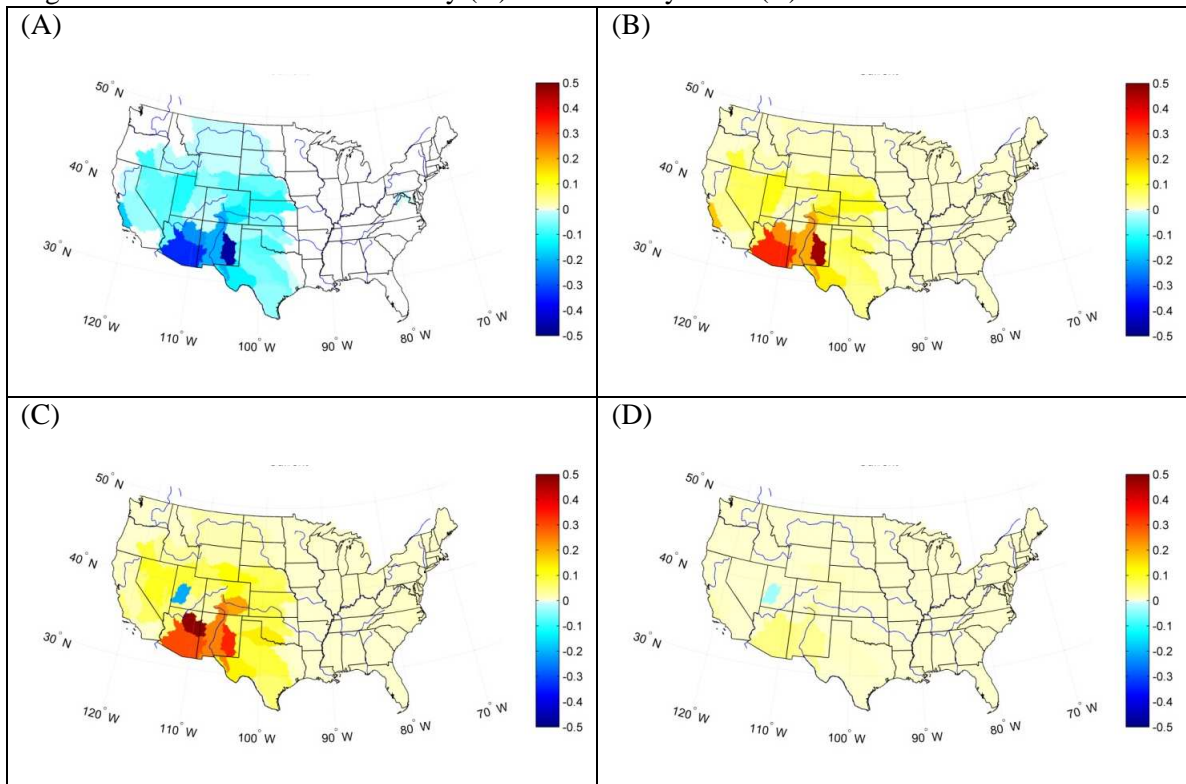 (A)
(B)
50° N
40° N
30° N
120° W
110° W
100° W
90° W
80° W
70° W
0.5
0.4
0.3
0.2
0.1
0
-0.1
-0.2
-0.3
-0.4
-0.5
50° N
40° N
30° N
120° W
110° W
100° W
90° W
80° W
70° W
0.5
0.4
0.3
0.2
0.1
0
-0.1
-0.2
-0.3
-0.4
-0.5
(C)
(D)
50° N
40° N
30° N
120° W
110° W
100° W
90° W
80° W
70° W
0.5
0.4
0.3
0.2
0.1
0
-0.1
-0.2
-0.3
-0.4
-0.5
50° N
40° N
30° N
120° W
110° W
100° W
90° W
80° W
70° W
0.5
0.4
0.3
0.2
0.1
0
-0.1
-0.2
-0.3
-0.4
-0.5